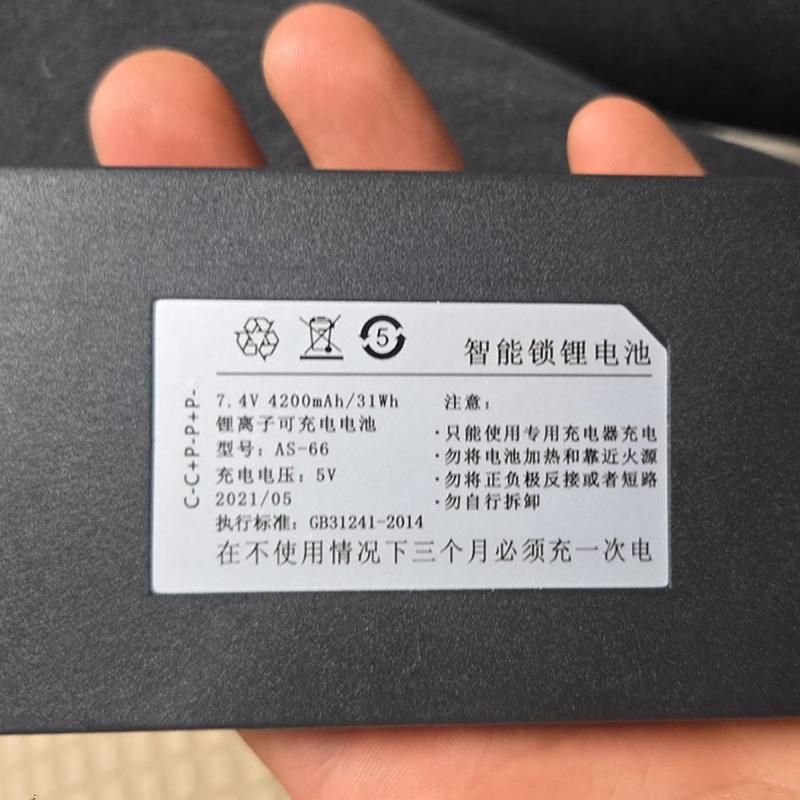 5
智能锁锂电池
C-C+P-P+P-
7.4V 4200mAh/31Wh
锂离子可充电电池
型号：AS-66
充电电压：5V
2021/05
执行标准：GB31241-2014
注意：
·只能使用专用充电器充电
·勿将电池加热和靠近火源
·勿将正负极反接或者短路
·勿自行拆卸
在不使用情况下三个月必须充一次电